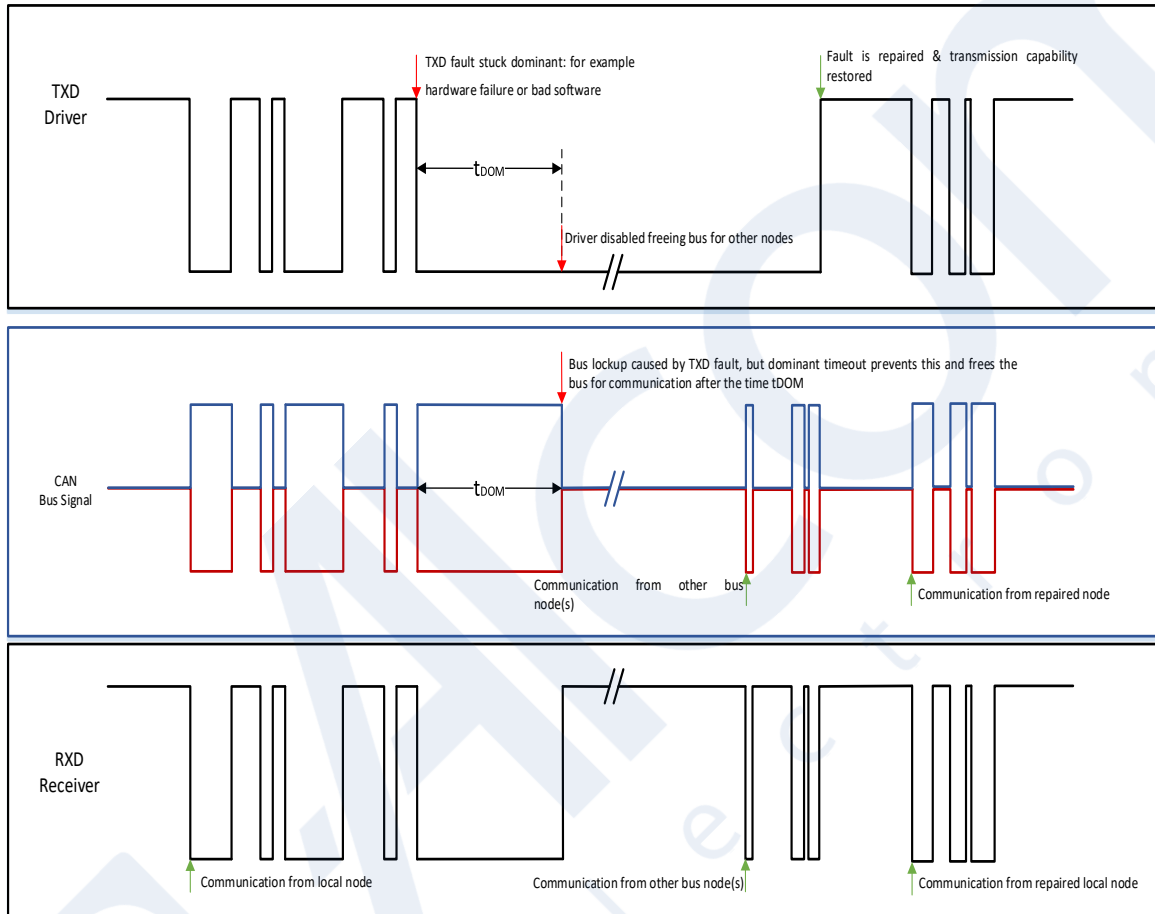 TXD fault stuck dominant: for example
hardware failure or bad software
Fault is repaired & transmission capability
restored
TXD
Driver
tDOM
Driver disabled freeing bus for other nodes
Bus lockup caused by TXD fault, but dominant timeout prevents this and frees the
bus for communication after the time tDOM
CAN
Bus Signal
tDOM
Communication from other bus
node(s)
Communication from repaired node
RXD
Receiver
Communication from local node
Communication from other bus node(s)
Communication from repaired local node